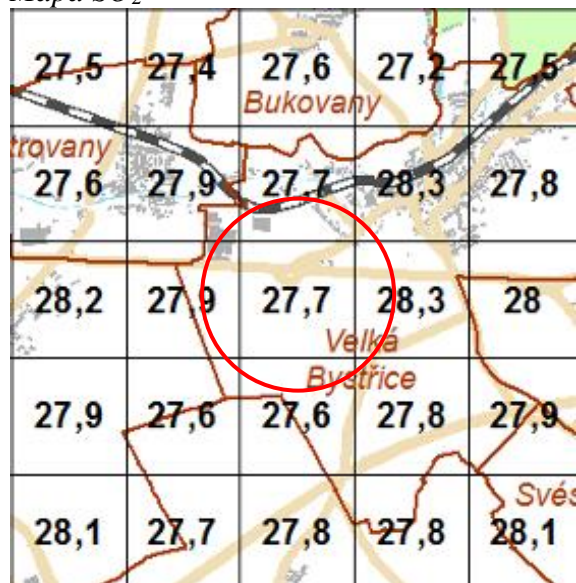 Mapa SO2
27,5 27,4 27,6 27,2 27,5
Bukovany
trovany
27,6 27,9 27,7 28,3 27,8
28,2 27,9 27,7 28,3 28
Velká
Bystřice
27,9 27,6 27,6 27,8 27,9
Svés
28,1 27,7 27,8 27,8 28,1